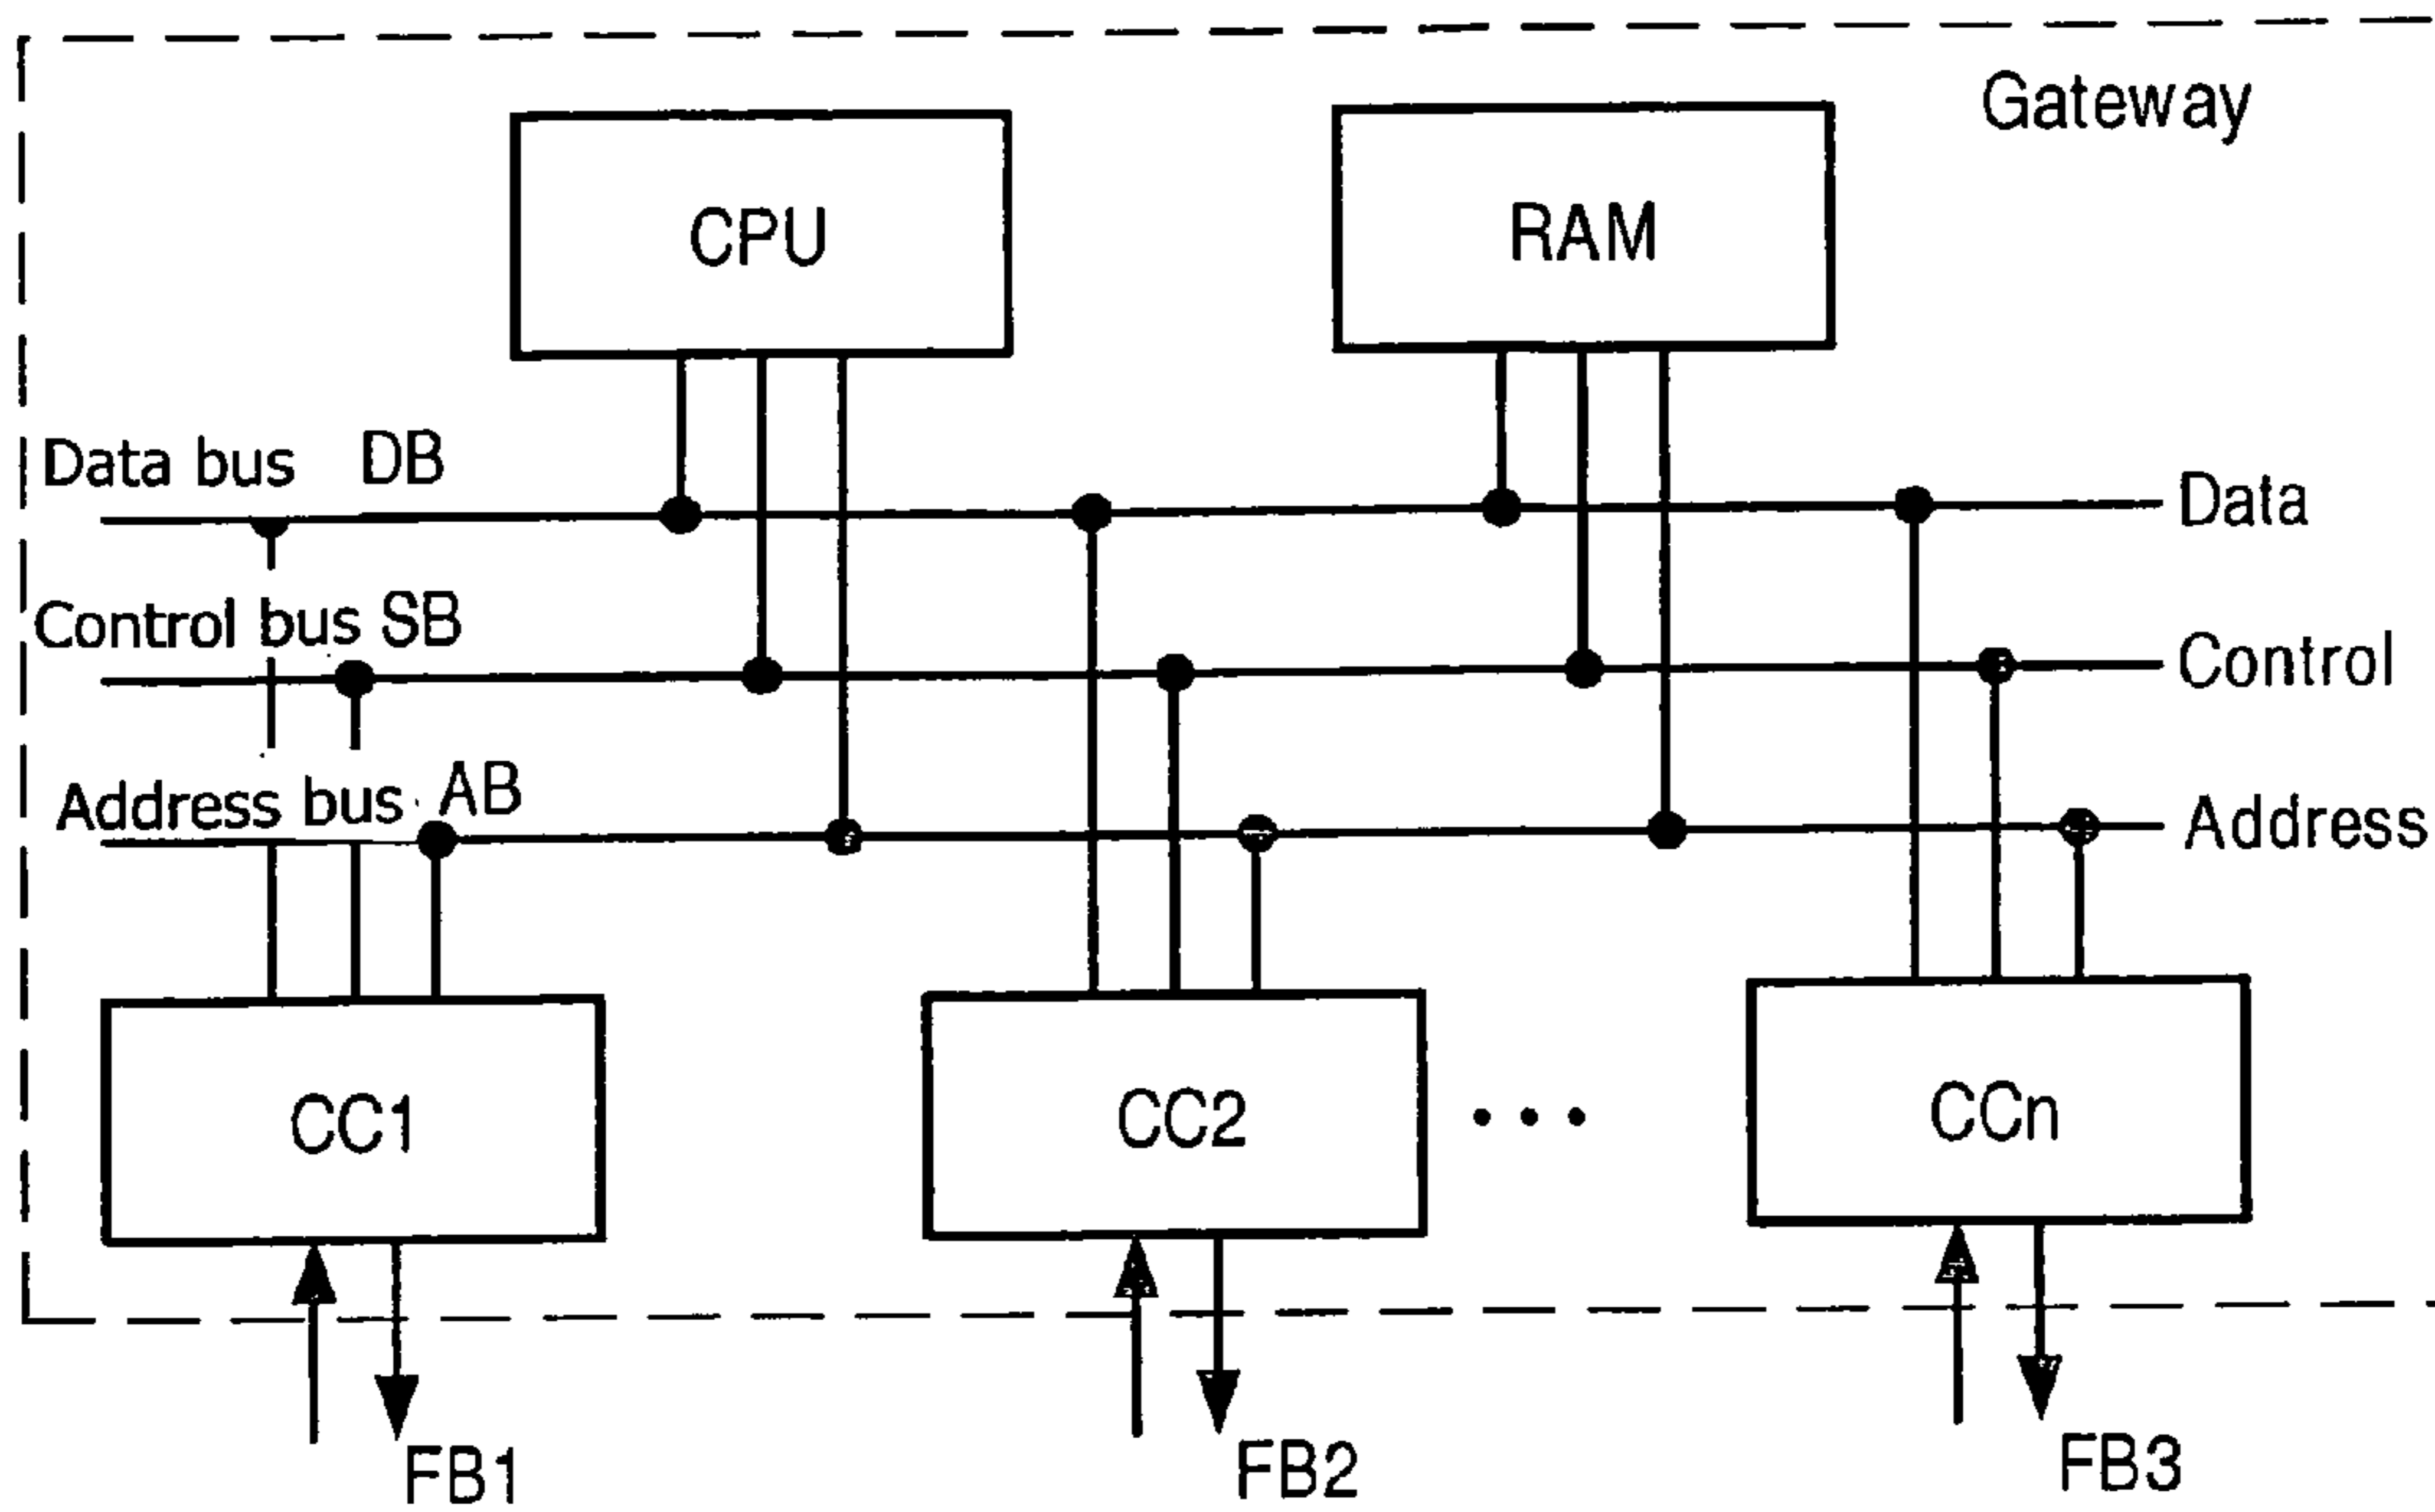 Gateway
CPU
RAM
Data bus DB
Data
Control bus SB
Control
Address bus AB
Address
CC1
CC2
• • •
CCn
FB1
FB2
FB3